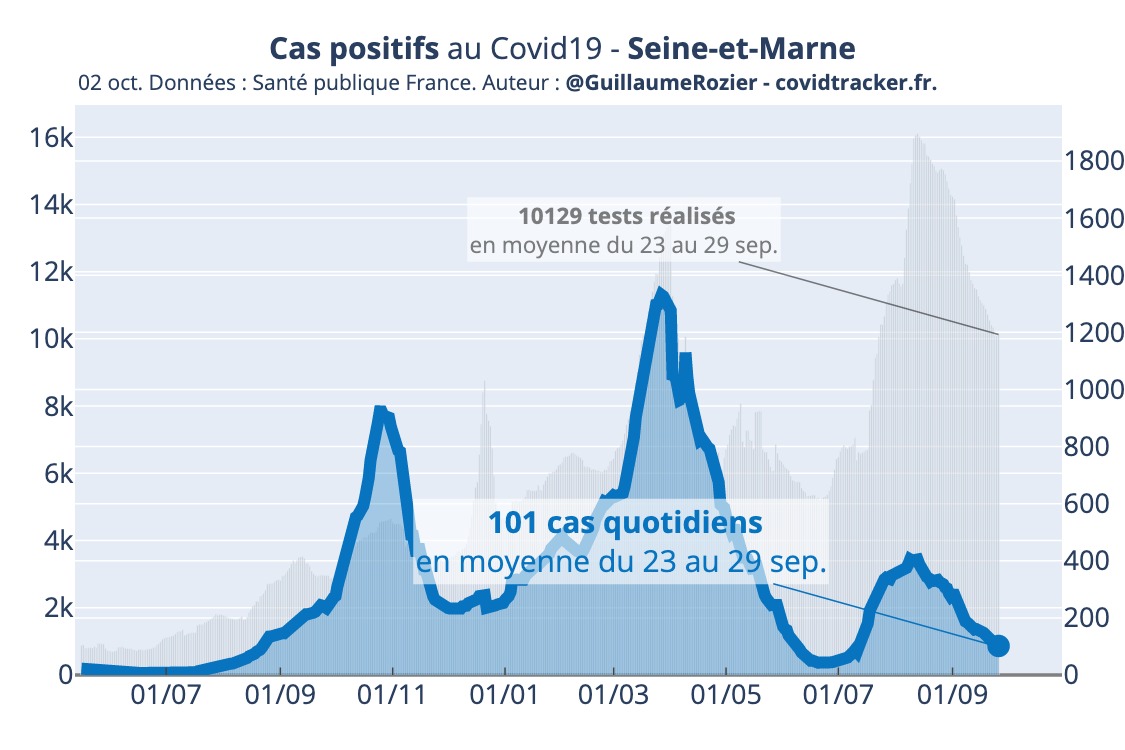 Cas positifs au Covid19 - Seine-et-Marne
02 oct. Données : Santé publique France. Auteur : @GuillaumeRozier - covidtracker.fr.
16k
14k
12k
10k
8k
6k
4k
2k
0
1800
1600
1400
1200
1000
800
600
400
200
0
10129 tests réalisés
en moyenne du 23 au 29 sep.
101 cas quotidiens
en moyenne du 23 au 29 sep.
01/07 01/09 01/11 01/01 01/03 01/05 01/07 01/09